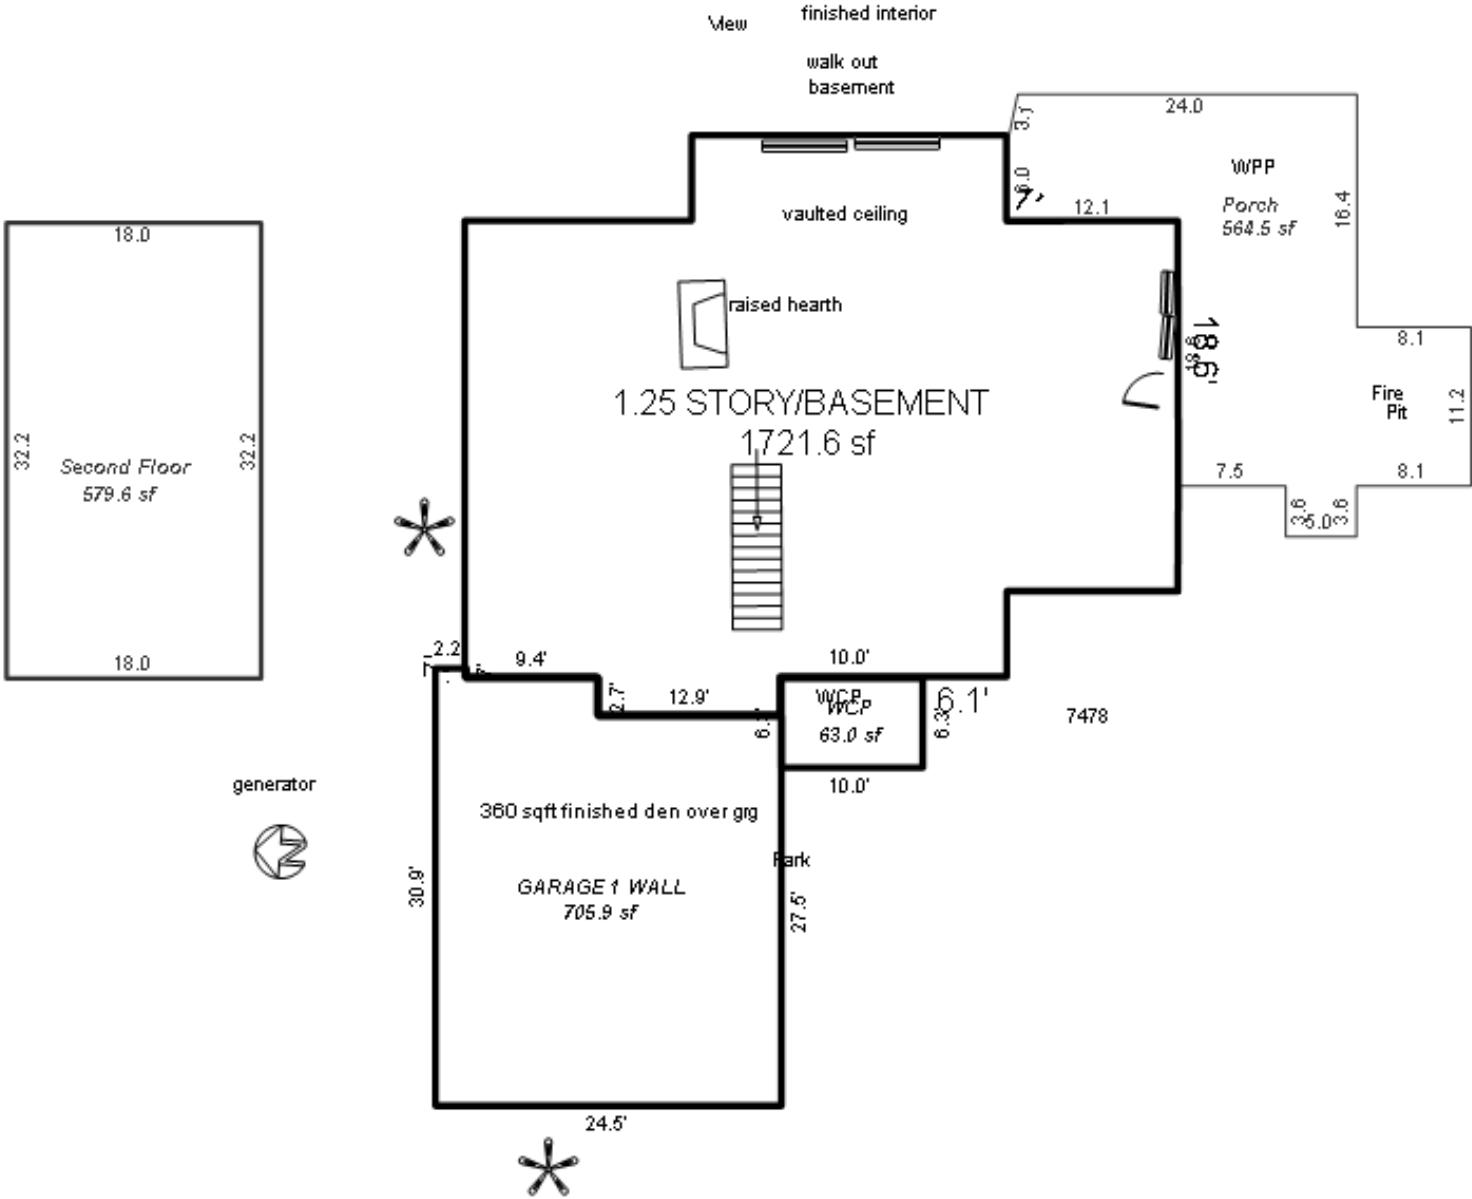 View
finished interior
walk out
basement
24.0
3.1
WPP
6.0
7'
12.1
Porch
564.5 sf
16.4
vaulted ceiling
18.0
raised hearth
18.6'
8.1
1.25 STORY/BASEMENT
1721.6 sf
Fire
Pit
11.2
32.2
32.2
Second Floor
579.6 sf
7.5
8.1
3.6
5.0
3.6
18.0
2.2
9.4'
2.7'
12.9'
10.0'
WCP
WCP
63.0 sf
6.3'
6.1'
7478
10.0'
generator
360 sqft finished den over grg
Park
30.9'
GARAGE 1 WALL
705.9 sf
27.5'
24.5'